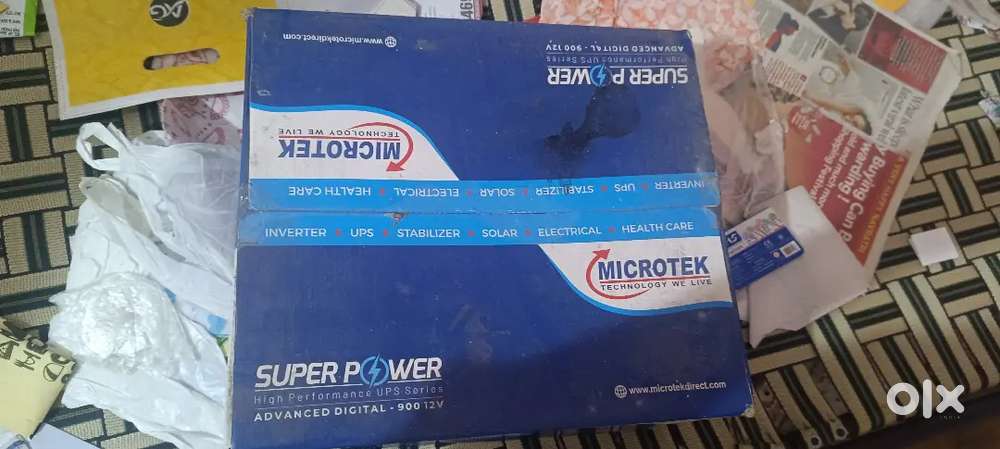 www.microtekdirect.com
SUPER POWER
High Performance UPS Series
ADVANCED DIGITAL - 900 12V
MICROTEK
TECHNOLOGY WE LIVE
INVERTER UPS STABILIZER SOLAR ELECTRICAL HEALTH CARE
INVERTER UPS STABILIZER SOLAR ELECTRICAL HEALTH CARE
MICROTEK
TECHNOLOGY WE LIVE
SUPER POWER
High Performance UPS Series
ADVANCED DIGITAL - 900 12V
www.microtekdirect.com
olx
INDIA